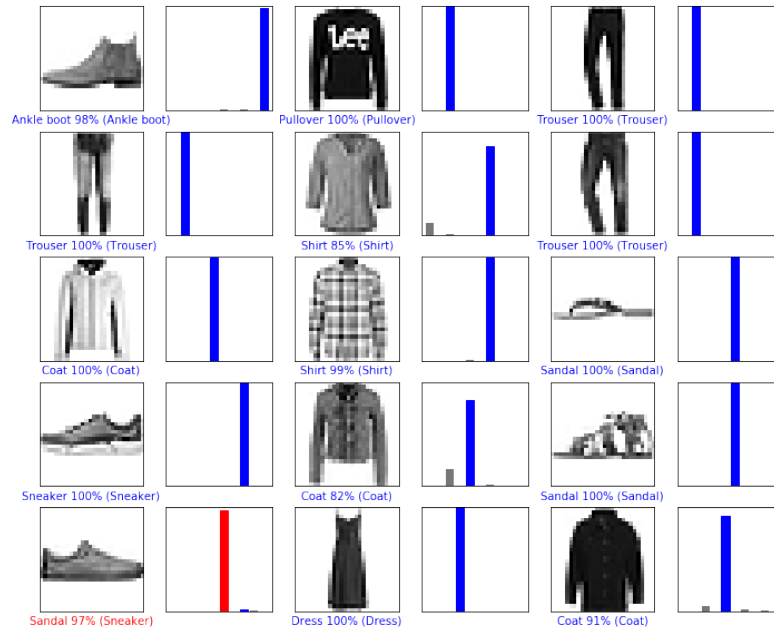 Lee
Ankle boot 98% (Ankle boot)
Pullover 100% (Pullover)
Trouser 100% (Trouser)
Trouser 100% (Trouser)
Shirt 85% (Shirt)
Trouser 100% (Trouser)
Coat 100% (Coat)
Shirt 99% (Shirt)
Sandal 100% (Sandal)
Sneaker 100% (Sneaker)
Coat 82% (Coat)
Sandal 100% (Sandal)
Sandal 97% (Sneaker)
Dress 100% (Dress)
Coat 91% (Coat)